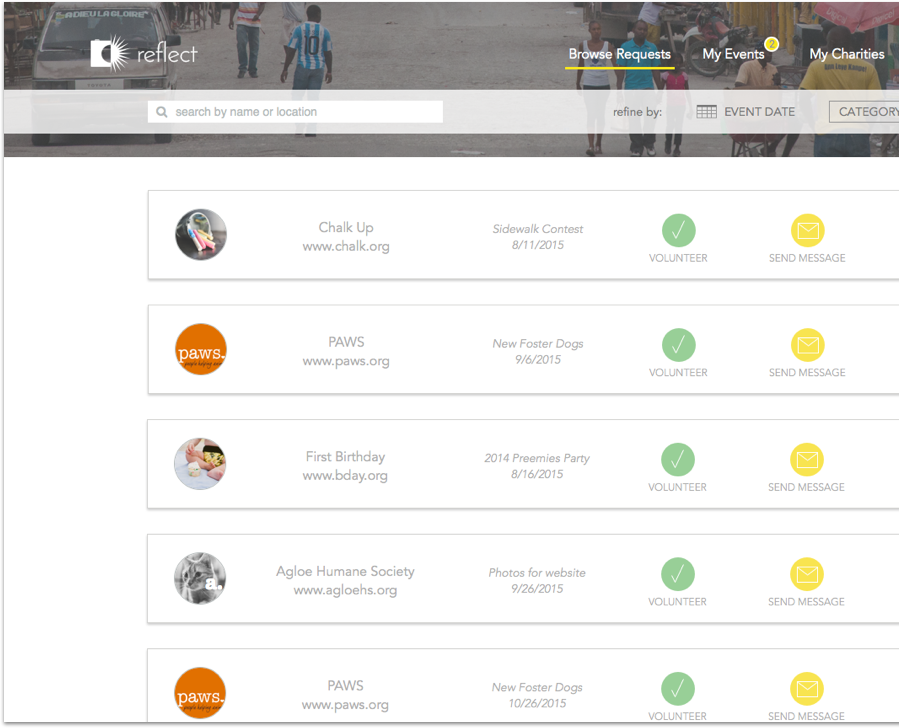 ADIEU LA GLOIRE
reflect
Browse Requests
My Events
2
My Charities
10
search by name or location
refine by:
EVENT DATE
CATEGORY
Chalk Up
www.chalk.org
Sidewalk Contest
8/11/2015
VOLUNTEER
SEND MESSAGE
paws.
PAWS
www.paws.org
New Foster Dogs
9/6/2015
VOLUNTEER
SEND MESSAGE
First Birthday
www.bday.org
2014 Preemies Party
8/16/2015
VOLUNTEER
SEND MESSAGE
a.
Agloe Humane Society
www.agloehs.org
Photos for website
9/26/2015
VOLUNTEER
SEND MESSAGE
paws.
PAWS
www.paws.org
New Foster Dogs
10/26/2015
VOLUNTEER
SEND MESSAGE